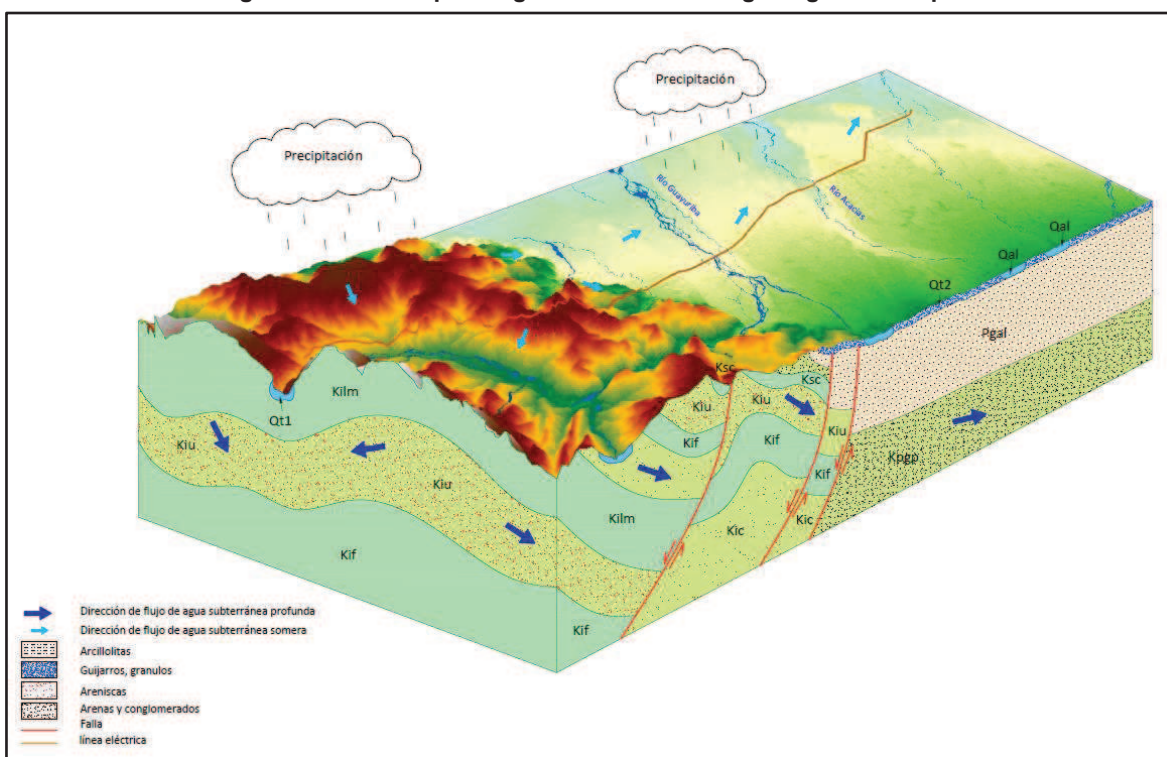 Precipitación
Precipitación
Río Guayuriba
Río Acacías
Qal
Qal
Qt2
Pgal
Ksc
Ksc
Kilm
Kiu
Kiu
Kiu
Qt1
Kif
Kif
Kiu
Kif
Kpgp
Kiu
Kilm
Kic
Kic
Kif
Kif
Dirección de flujo de agua subterránea profunda
Dirección de flujo de agua subterránea somera
Arcillolitas
Guijarros, granulos
Areniscas
Arenas y conglomerados
Falla
línea eléctrica